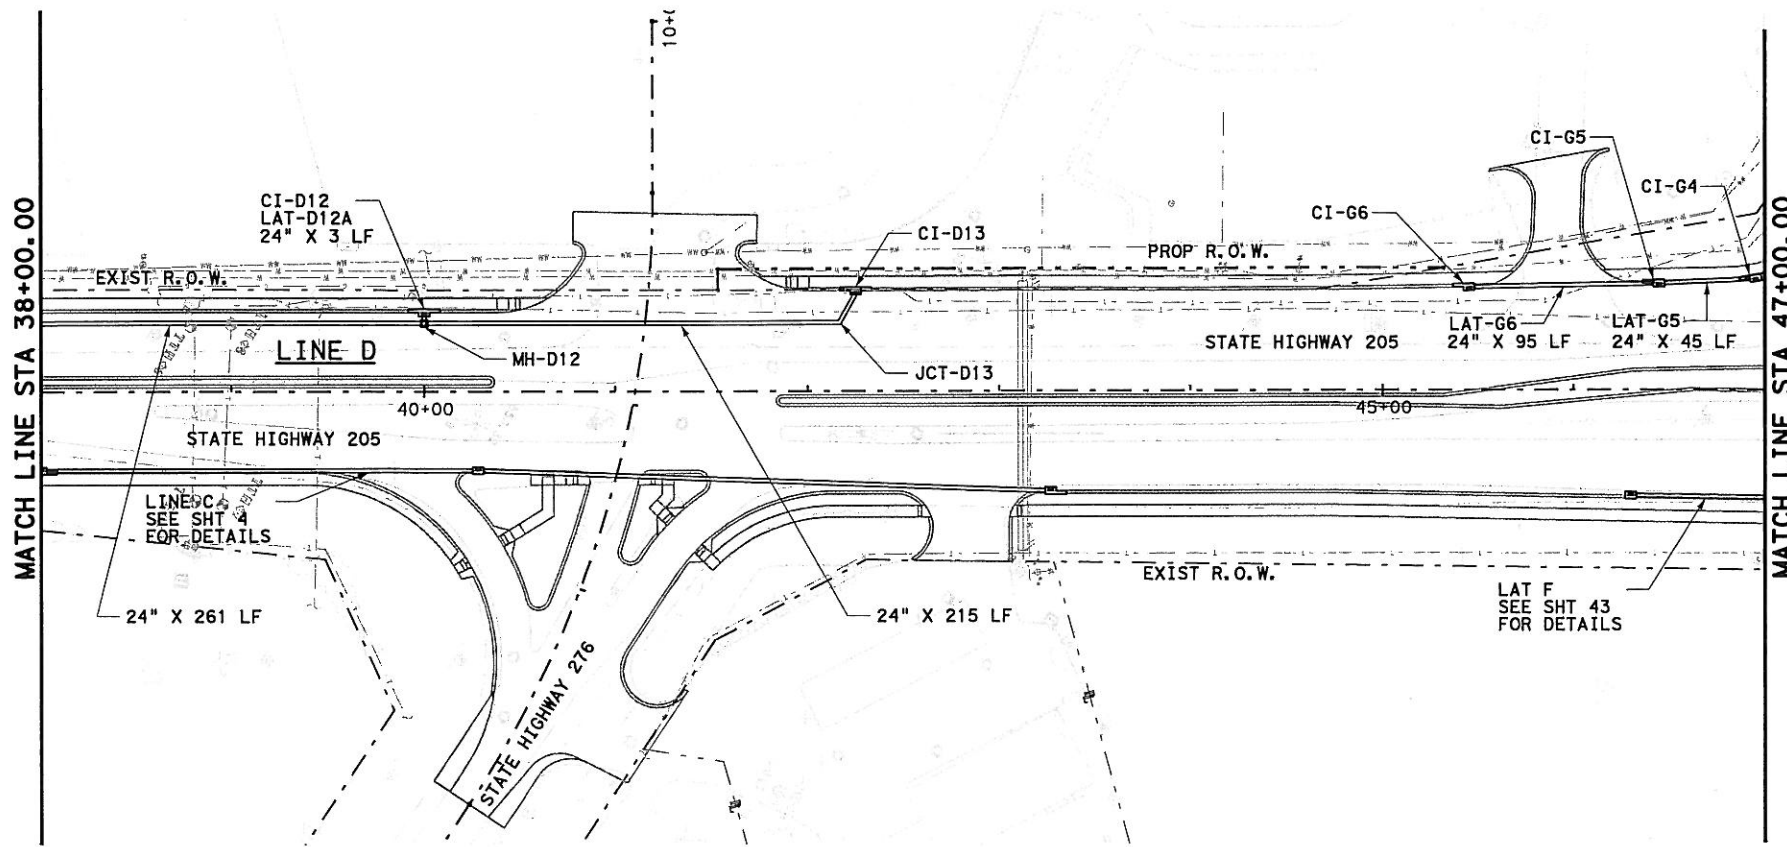 10+0
MATCH LINE STA 38+00.00
CI-D12
LAT-D12A
24" X 3 LF
EXIST R.O.W.
LINE D
MH-D12
CI-D13
JCT-D13
PROP R.O.W.
CI-G6
CI-G5
CI-G4
LAT-G6
24" X 95 LF
LAT-G5
24" X 45 LF
STATE HIGHWAY 205
40+00
45+00
STATE HIGHWAY 205
LINE C
SEE SHT 4
FOR DETAILS
24" X 261 LF
STATE HIGHWAY 276
24" X 215 LF
EXIST R.O.W.
LAT F
SEE SHT 43
FOR DETAILS
MATCH LINE STA 47+00.00